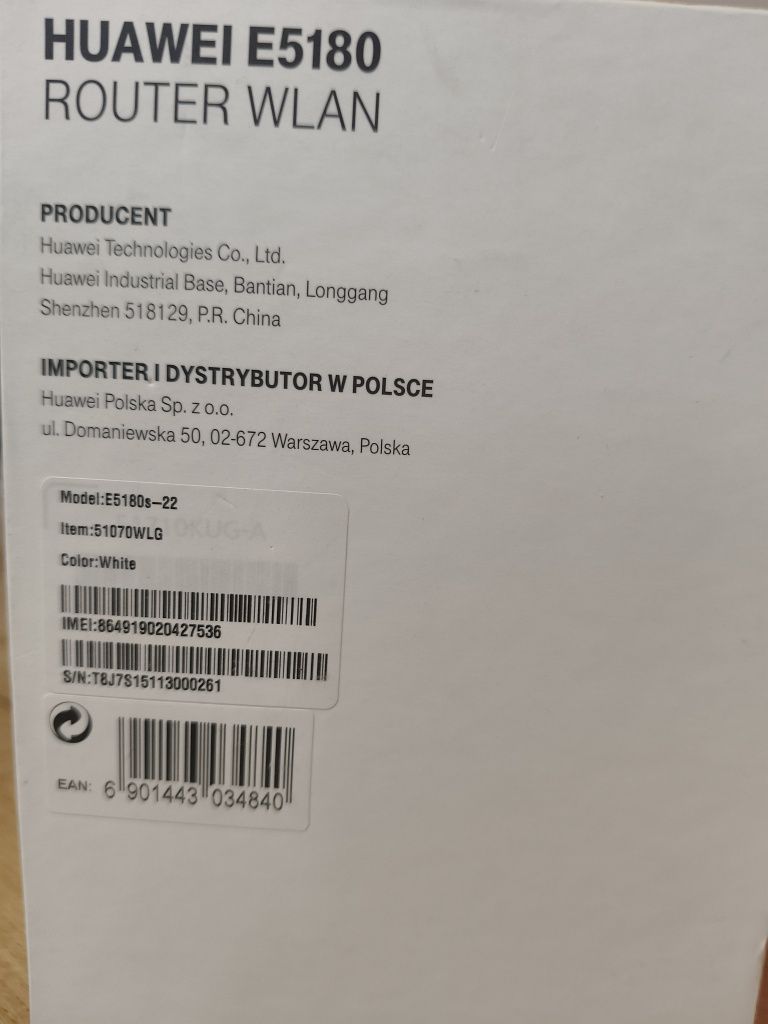 HUAWEI E5180
ROUTER WLAN
PRODUCENT
Huawei Technologies Co., Ltd.
Huawei Industrial Base, Bantian, Longgang
Shenzhen 518129, P.R. China
IMPORTER I DYSTRYBUTOR W POLSCE
Huawei Polska Sp. z o.o.
ul. Domaniewska 50, 02-672 Warszawa, Polska
Model:E5180s-22
Item:51070WLG
Color:White
IMEI:864919020427536
S/N:T8J7S15113000261
EAN: 6 901443 034840